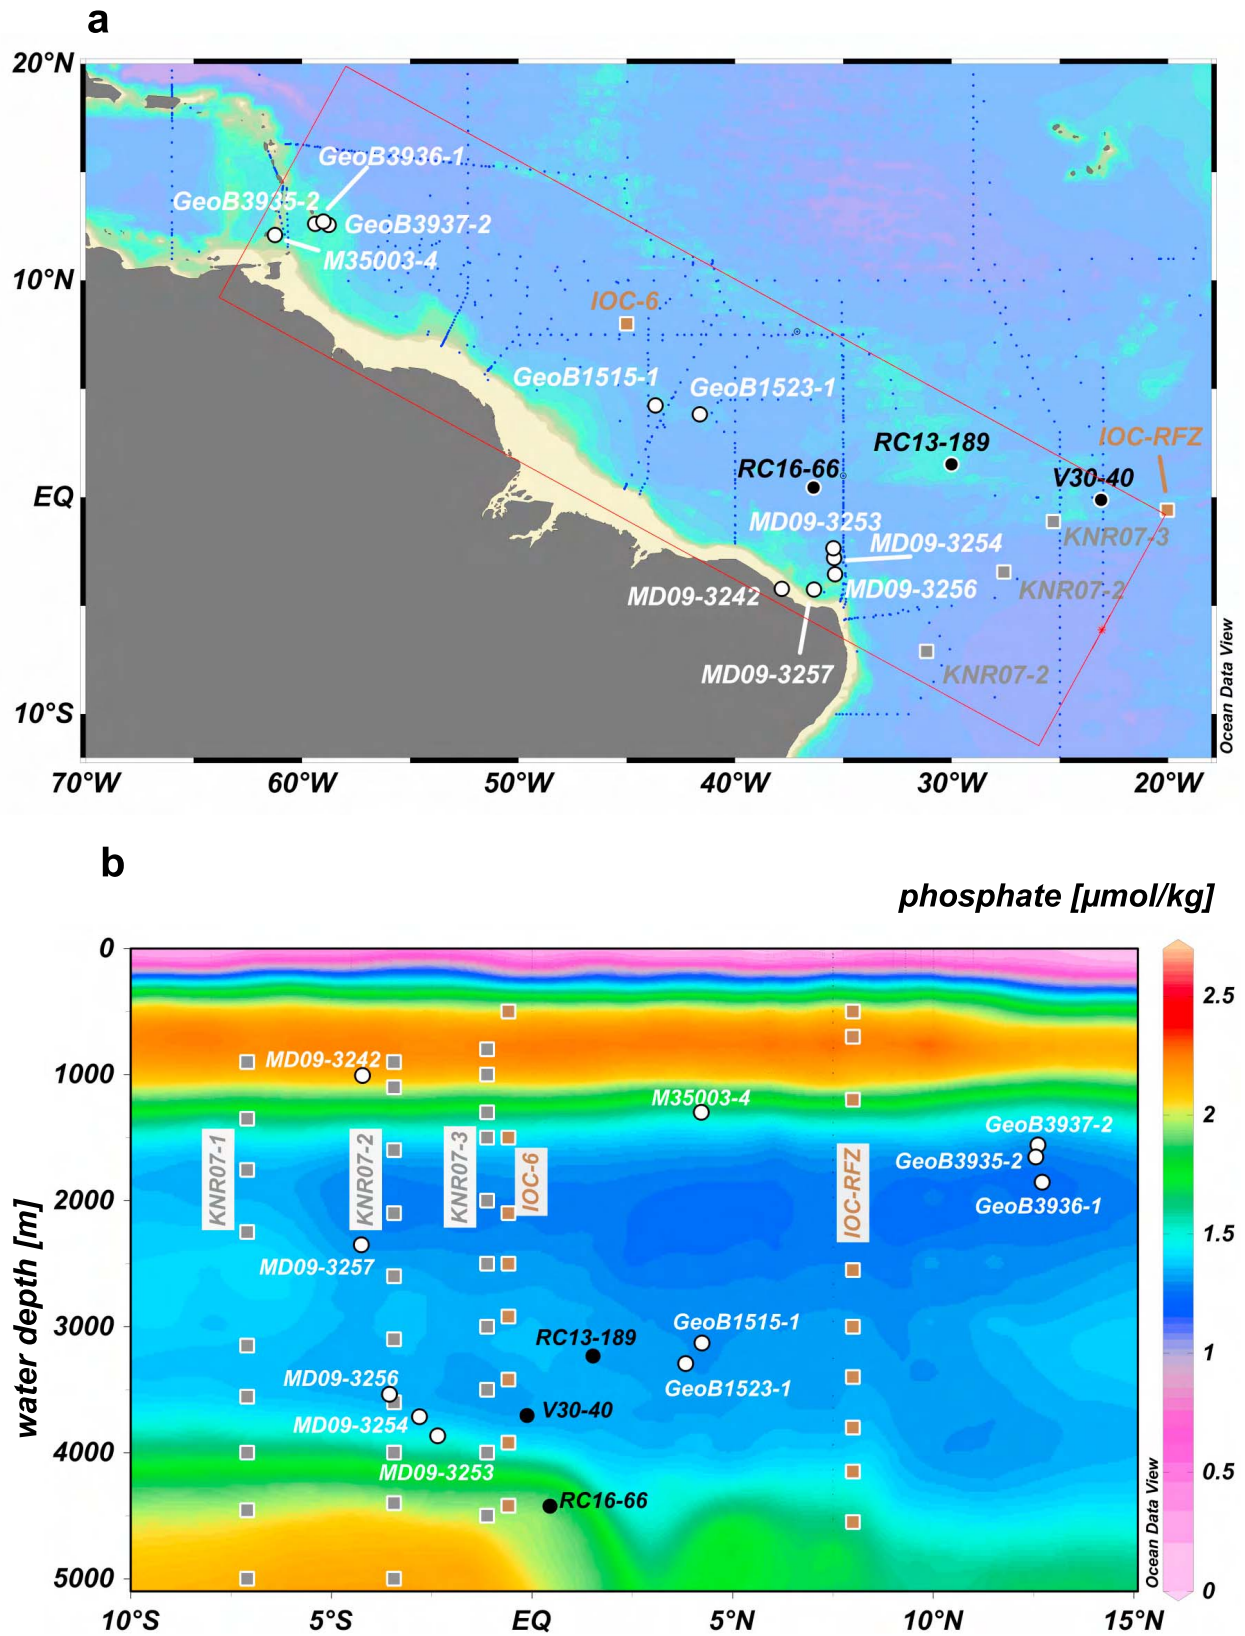 a
20°N
10°N
EQ
10°S
GeoB3936-1
GeoB3935-2
GeoB3937-2
M35003-4
IOC-6
GeoB1515-1
GeoB1523-1
RC13-189
IOC-RFZ
RC16-66
V30-40
MD09-3253
KNR07-3
MD09-3254
MD09-3242
MD09-3256
KNR07-2
MD09-3257
KNR07-2
Ocean Data View
70°W 60°W 50°W 40°W 30°W 20°W
b
phosphate [µmol/kg]
0
1000
2000
3000
4000
5000
water depth [m]
MD09-3242
M35003-4
GeoB3937-2
GeoB3935-2
GeoB3936-1
KNR07-1
KNR07-2
KNR07-3
IOC-6
IOC-RFZ
MD09-3257
GeoB1515-1
RC13-189
MD09-3256
GeoB1523-1
V30-40
MD09-3254
MD09-3253
RC16-66
2.5
2
1.5
1
0.5
0
Ocean Data View
10°S 5°S EQ 5°N 10°N 15°N